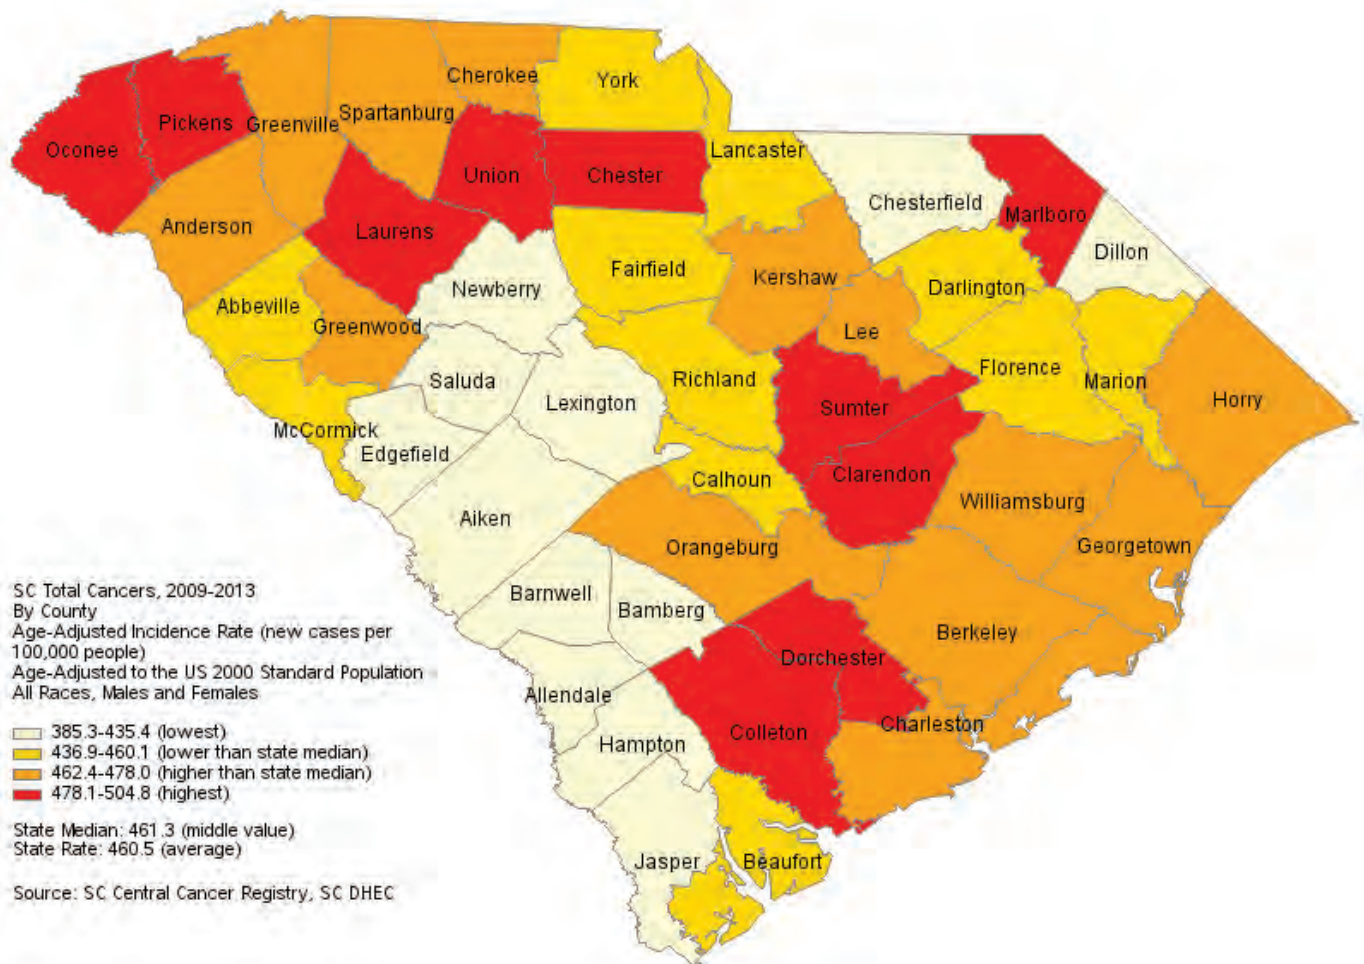 Cherokee
York
Spartanburg
Pickens
Greenville
Oconee
Lancaster
Union
Chester
Chesterfield
Marlboro
Anderson
Laurens
Dillon
Fairfield
Kershaw
Newberry
Darlington
Abbeville
Greenwood
Lee
Florence
Saluda
Richland
Marion
Lexington
Sumter
Horry
McCormick
Edgefield
Calhoun
Clarendon
Williamsburg
Aiken
Orangeburg
Georgetown
Barnwell
Bamberg
Berkeley
Dorchester
Allendale
Charleston
Colleton
Hampton
Jasper
Beaufort
SC Total Cancers, 2009-2013
By County
Age-Adjusted Incidence Rate (new cases per
100,000 people)
Age-Adjusted to the US 2000 Standard Population
All Races, Males and Females
385.3-435.4 (lowest)
436.9-460.1 (lower than state median)
462.4-478.0 (higher than state median)
478.1-504.8 (highest)
State Median: 461.3 (middle value)
State Rate: 460.5 (average)
Source: SC Central Cancer Registry, SC DHEC